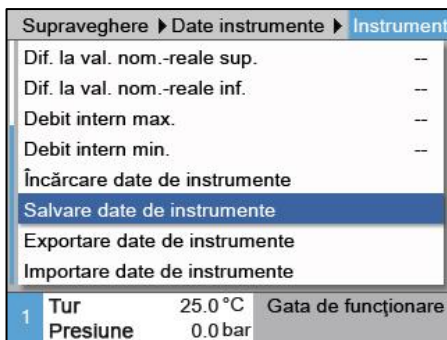 Supraveghere ▶ Date instrumente ▶ Instrument
Dif. la val. nom.-reale sup. --
Dif. la val. nom.-reale inf. --
Debit intern max. --
Debit intern min. --
Încărcare date de instrumente
Salvare date de instrumente
Exportare date de instrumente
Importare date de instrumente
1 Tur 25.0 °C Gata de funcţionare
Presiune 0.0 bar